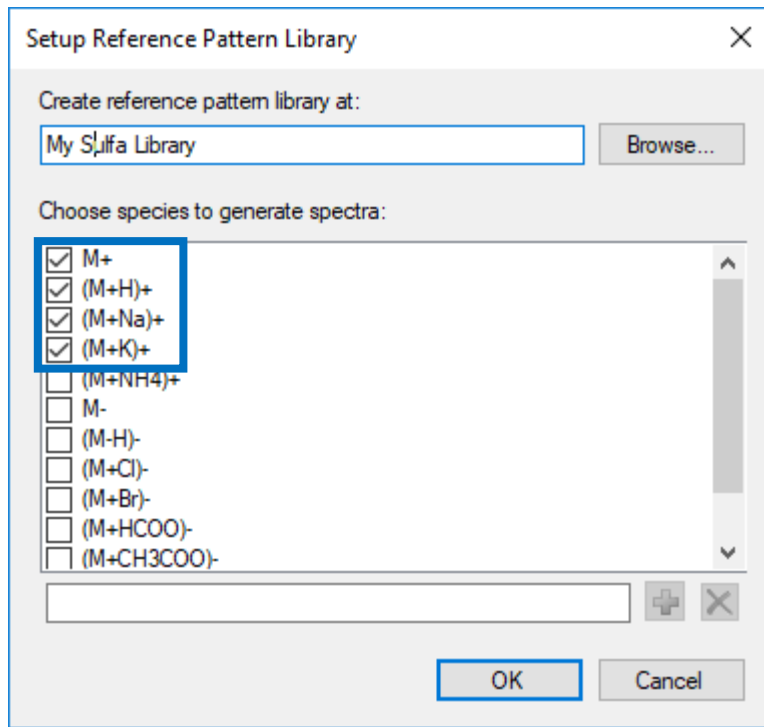 Setup Reference Pattern Library
Create reference pattern library at:
My Sulfa Library
Browse...
Choose species to generate spectra:
M+
(M+H)+
(M+Na)+
(M+K)+
(M+NH4)+
M-
(M-H)-
(M+Cl)-
(M+Br)-
(M+HCOO)-
(M+CH3COO)-
OK
Cancel